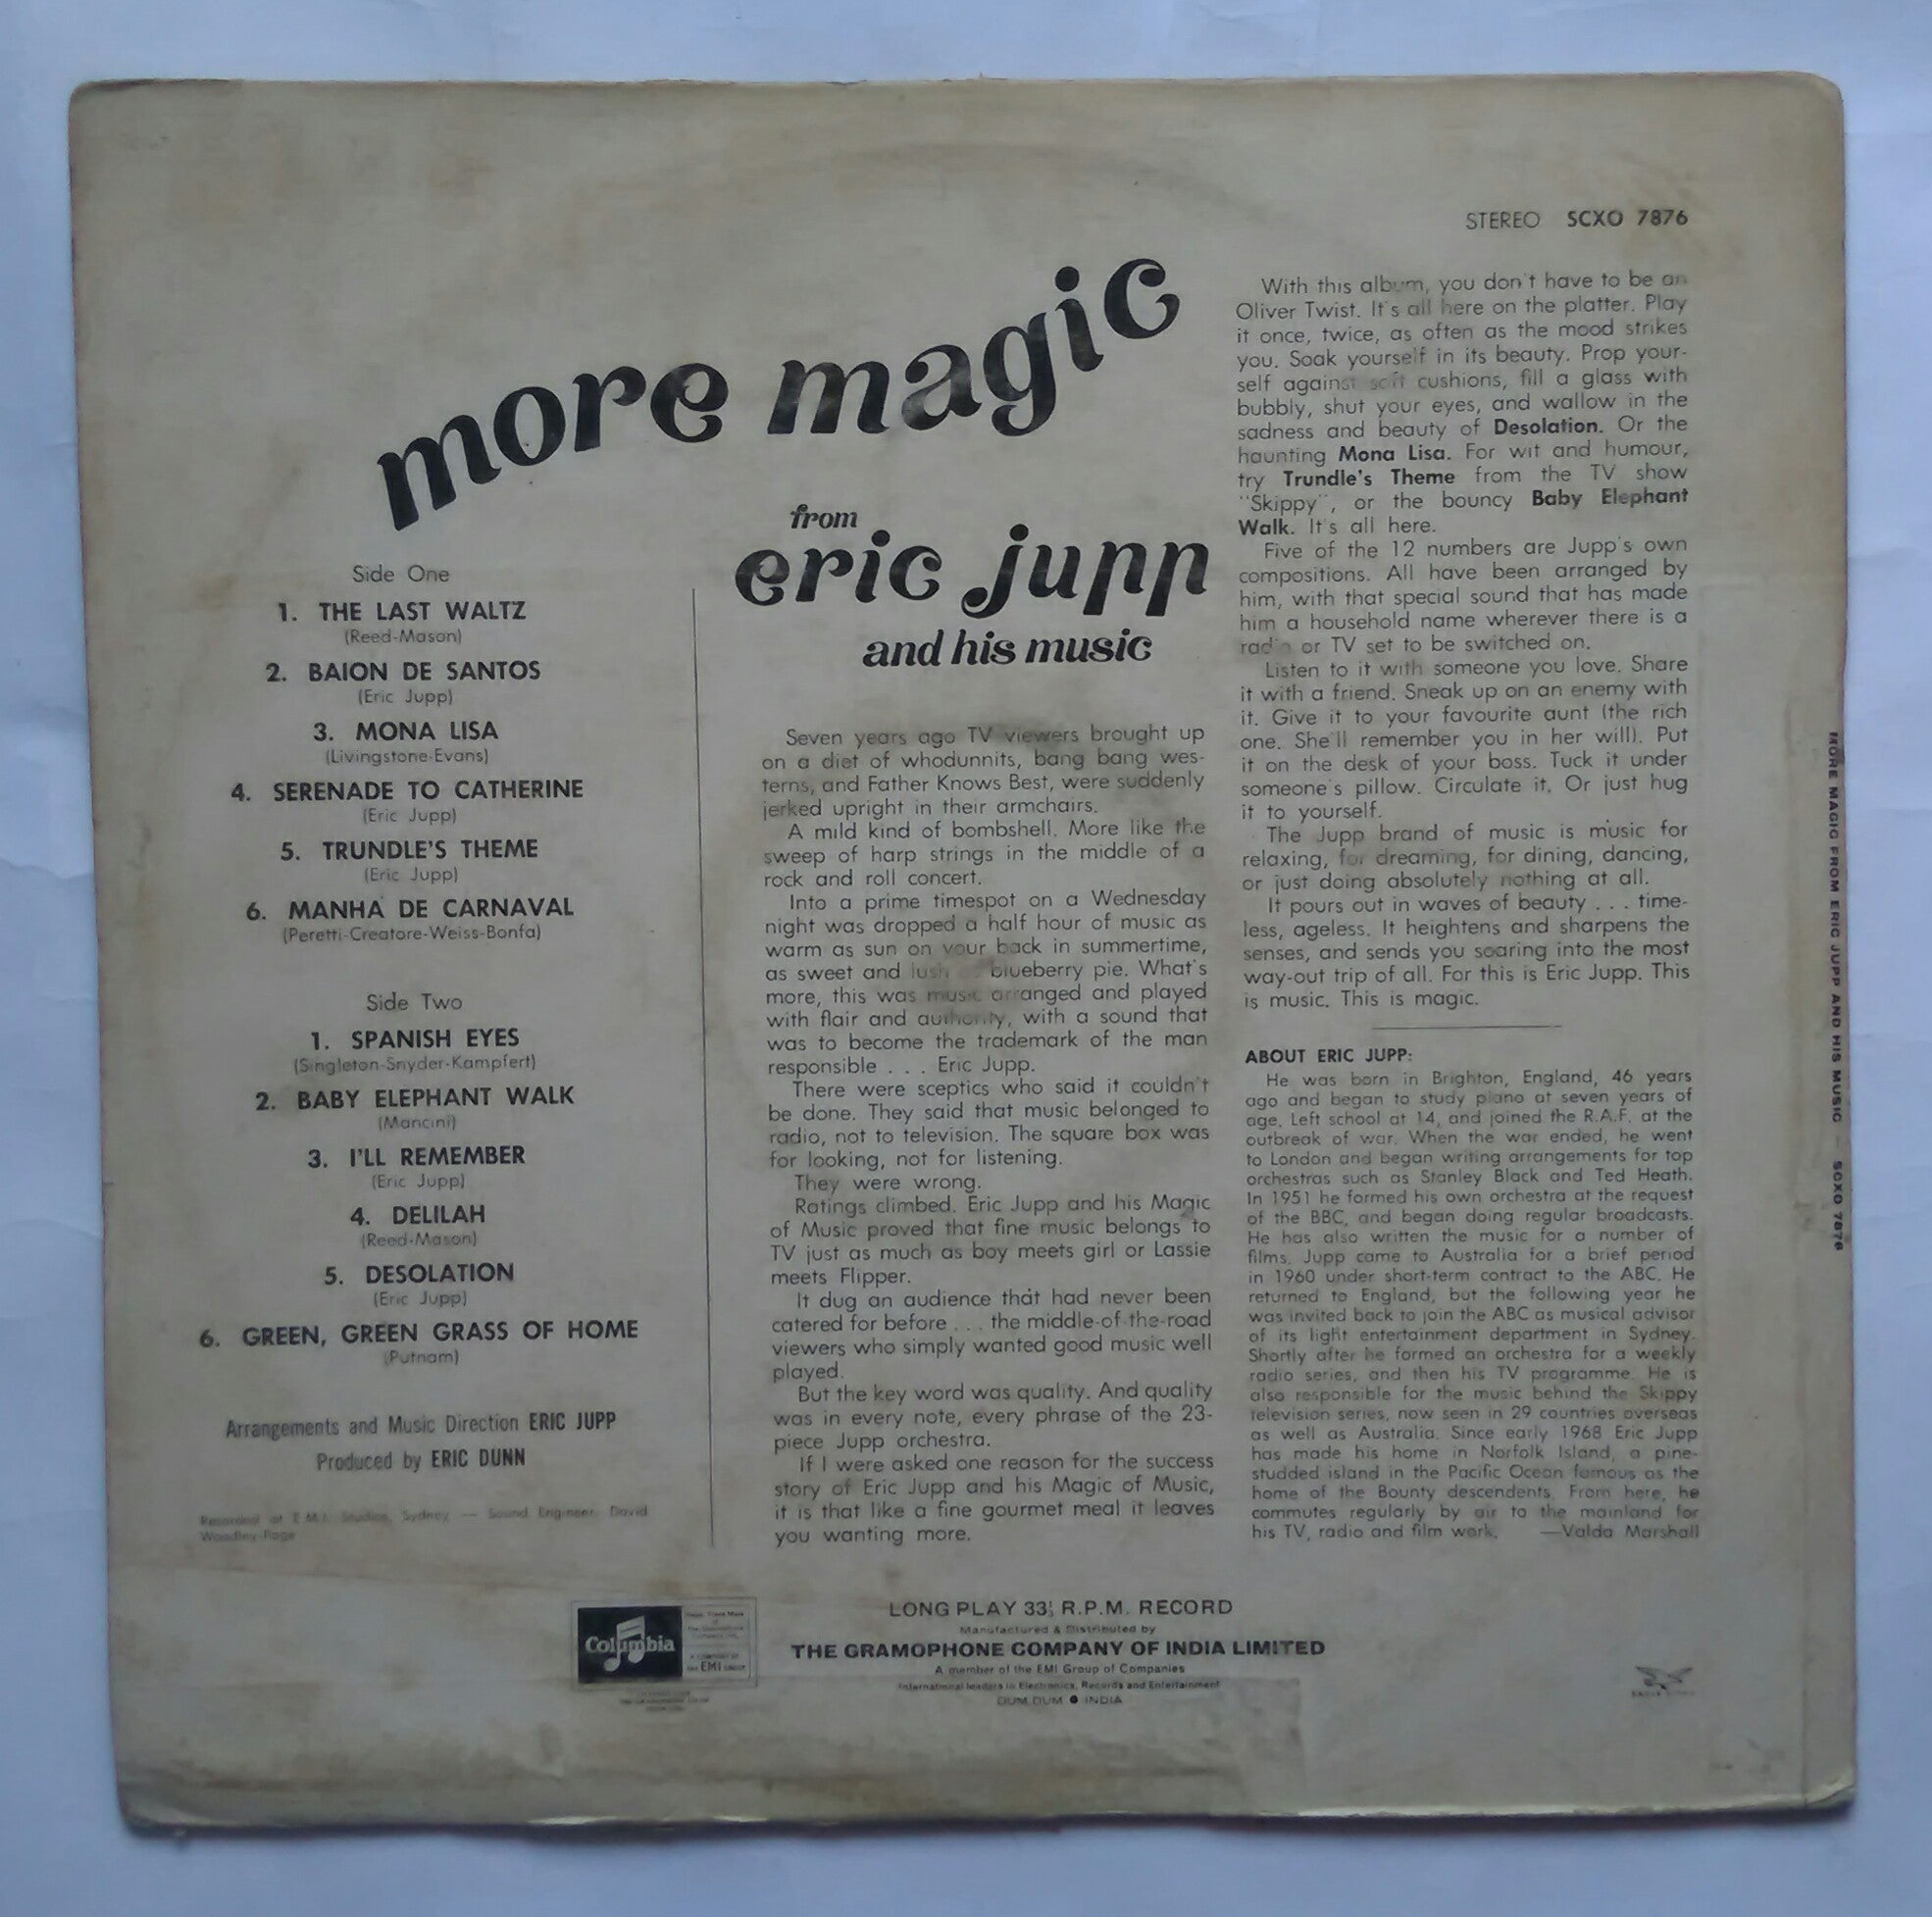 STEREO SCXO 7876
more magic
from
eric jupp
and his music
Side One
1. THE LAST WALTZ
(Reed-Mason)
2. BAION DE SANTOS
(Eric Jupp)
3. MONA LISA
(Livingstone-Evans)
4. SERENADE TO CATHERINE
(Eric Jupp)
5. TRUNDLE'S THEME
(Eric Jupp)
6. MANHA DE CARNAVAL
(Peretti-Creatore-Weiss-Bonfa)
Side Two
1. SPANISH EYES
(Singleton-Snyder-Kampfert)
2. BABY ELEPHANT WALK
(Mancini)
3. I'LL REMEMBER
(Eric Jupp)
4. DELILAH
(Reed-Mason)
5. DESOLATION
(Eric Jupp)
6. GREEN, GREEN GRASS OF HOME
(Putnam)
Arrangements and Music Direction ERIC JUPP
Produced by ERIC DUNN
Recorded at E.M.I. Studios, Sydney — Sound Engineer: David
Woodley-Page
Seven years ago TV viewers brought up
on a diet of whodunnits, bang bang wes-
terns, and Father Knows Best, were suddenly
jerked upright in their armchairs.
A mild kind of bombshell. More like the
sweep of harp strings in the middle of a
rock and roll concert.
Into a prime timespot on a Wednesday
night was dropped a half hour of music as
warm as sun on your back in summertime,
as sweet and lush blueberry pie. What's
more, this was music arranged and played
with flair and authority, with a sound that
was to become the trademark of the man
responsible . . . Eric Jupp.
There were sceptics who said it couldn't
be done. They said that music belonged to
radio, not to television. The square box was
for looking, not for listening.
They were wrong.
Ratings climbed. Eric Jupp and his Magic
of Music proved that fine music belongs to
TV just as much as boy meets girl or Lassie
meets Flipper.
It dug an audience that had never been
catered for before . . . the middle-of-the-road
viewers who simply wanted good music well
played.
But the key word was quality. And quality
was in every note, every phrase of the 23-
piece Jupp orchestra.
If I were asked one reason for the success
story of Eric Jupp and his Magic of Music,
it is that like a fine gourmet meal it leaves
you wanting more.
With this album, you don't have to be an
Oliver Twist. It's all here on the platter. Play
it once, twice, as often as the mood strikes
you. Soak yourself in its beauty. Prop your-
self against soft cushions, fill a glass with
bubbly, shut your eyes, and wallow in the
sadness and beauty of Desolation. Or the
haunting Mona Lisa. For wit and humour,
try Trundle's Theme from the TV show
"Skippy", or the bouncy Baby Elephant
Walk. It's all here.
Five of the 12 numbers are Jupp's own
compositions. All have been arranged by
him, with that special sound that has made
him a household name wherever there is a
radio or TV set to be switched on.
Listen to it with someone you love. Share
it with a friend. Sneak up on an enemy with
it. Give it to your favourite aunt (the rich
one. She'll remember you in her will). Put
it on the desk of your boss. Tuck it under
someone's pillow. Circulate it. Or just hug
it to yourself.
The Jupp brand of music is music for
relaxing, for dreaming, for dining, dancing,
or just doing absolutely nothing at all.
It pours out in waves of beauty . . . time-
less, ageless. It heightens and sharpens the
senses, and sends you soaring into the most
way-out trip of all. For this is Eric Jupp. This
is music. This is magic.
ABOUT ERIC JUPP:
He was born in Brighton, England, 46 years
ago and began to study piano at seven years of
age. Left school at 14, and joined the R.A.F. at the
outbreak of war. When the war ended, he went
to London and began writing arrangements for top
orchestras such as Stanley Black and Ted Heath.
In 1951 he formed his own orchestra at the request
of the BBC, and began doing regular broadcasts.
He has also written the music for a number of
films. Jupp came to Australia for a brief period
in 1960 under short-term contract to the ABC. He
returned to England, but the following year he
was invited back to join the ABC as musical advisor
of its light entertainment department in Sydney.
Shortly after he formed an orchestra for a weekly
radio series, and then his TV programme. He is
also responsible for the music behind the Skippy
television series, now seen in 29 countries overseas
as well as Australia. Since early 1968 Eric Jupp
has made his home in Norfolk Island, a pine-
studded island in the Pacific Ocean famous as the
home of the Bounty descendents. From here, he
commutes regularly by air to the mainland for
his TV, radio and film work. —Valda Marshall
MORE MAGIC FROM ERIC JUPP AND HIS MUSIC — SCXO 7876
Columbia
EMI
LONG PLAY 33⅓ R.P.M. RECORD
Manufactured & Distributed by
THE GRAMOPHONE COMPANY OF INDIA LIMITED
A member of the EMI Group of Companies
International leaders in Electronics, Records and Entertainment
DUM DUM ● INDIA